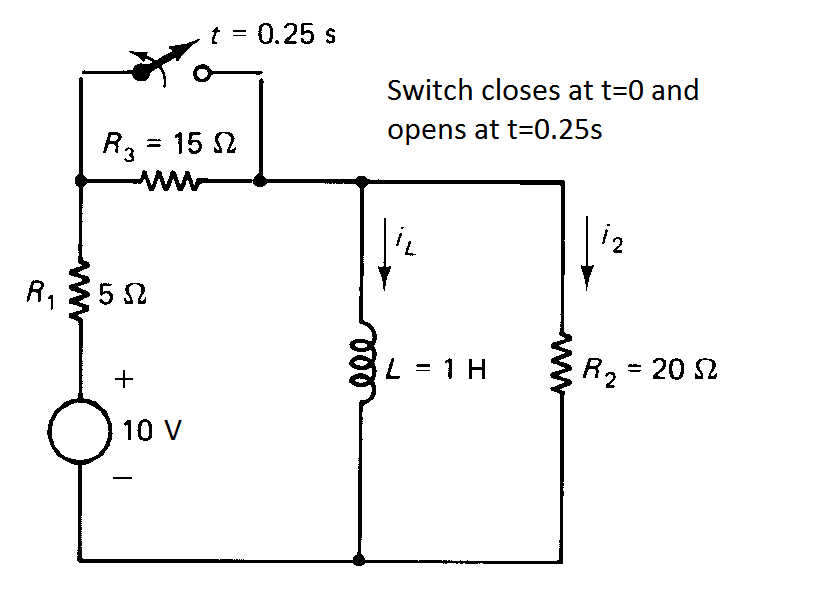 t = 0.25 s
Switch closes at t=0 and
opens at t=0.25s
R₃ = 15 Ω
i_L
i₂
R₁ 5 Ω
L = 1 H
R₂ = 20 Ω
+
10 V
−